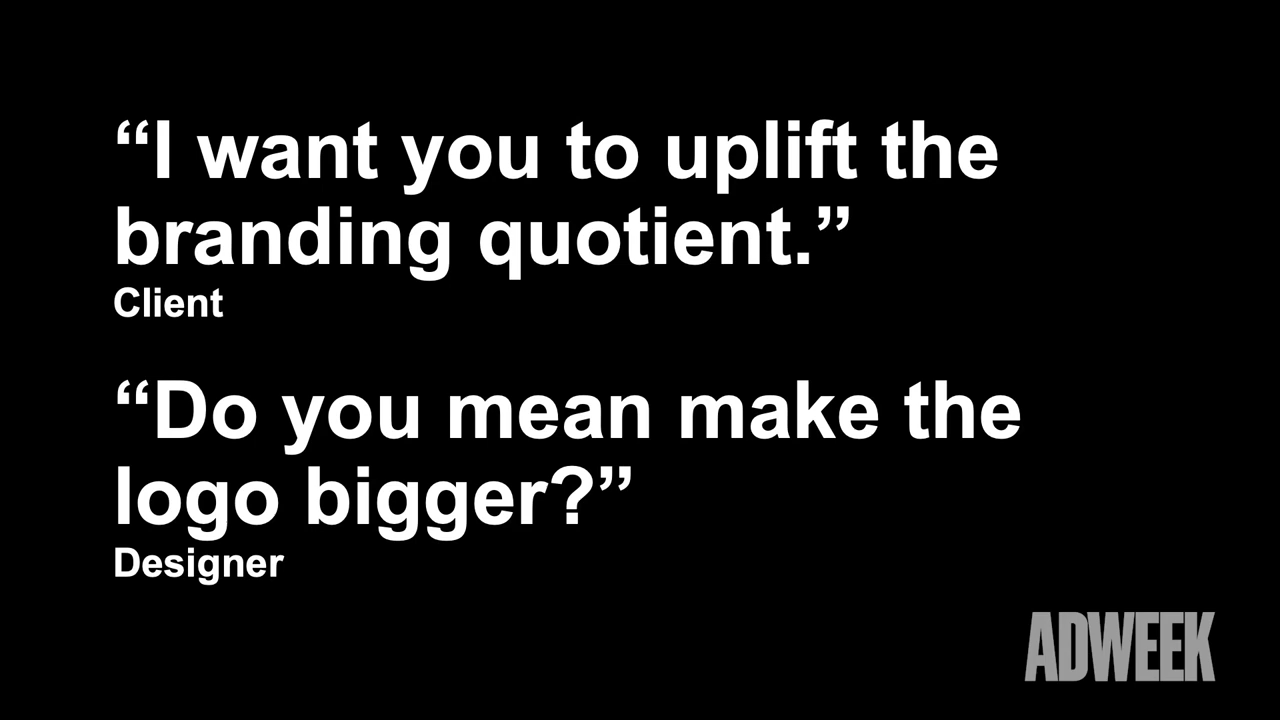 “I want you to uplift the
branding quotient.”
Client
“Do you mean make the
logo bigger?”
Designer
ADWEEK